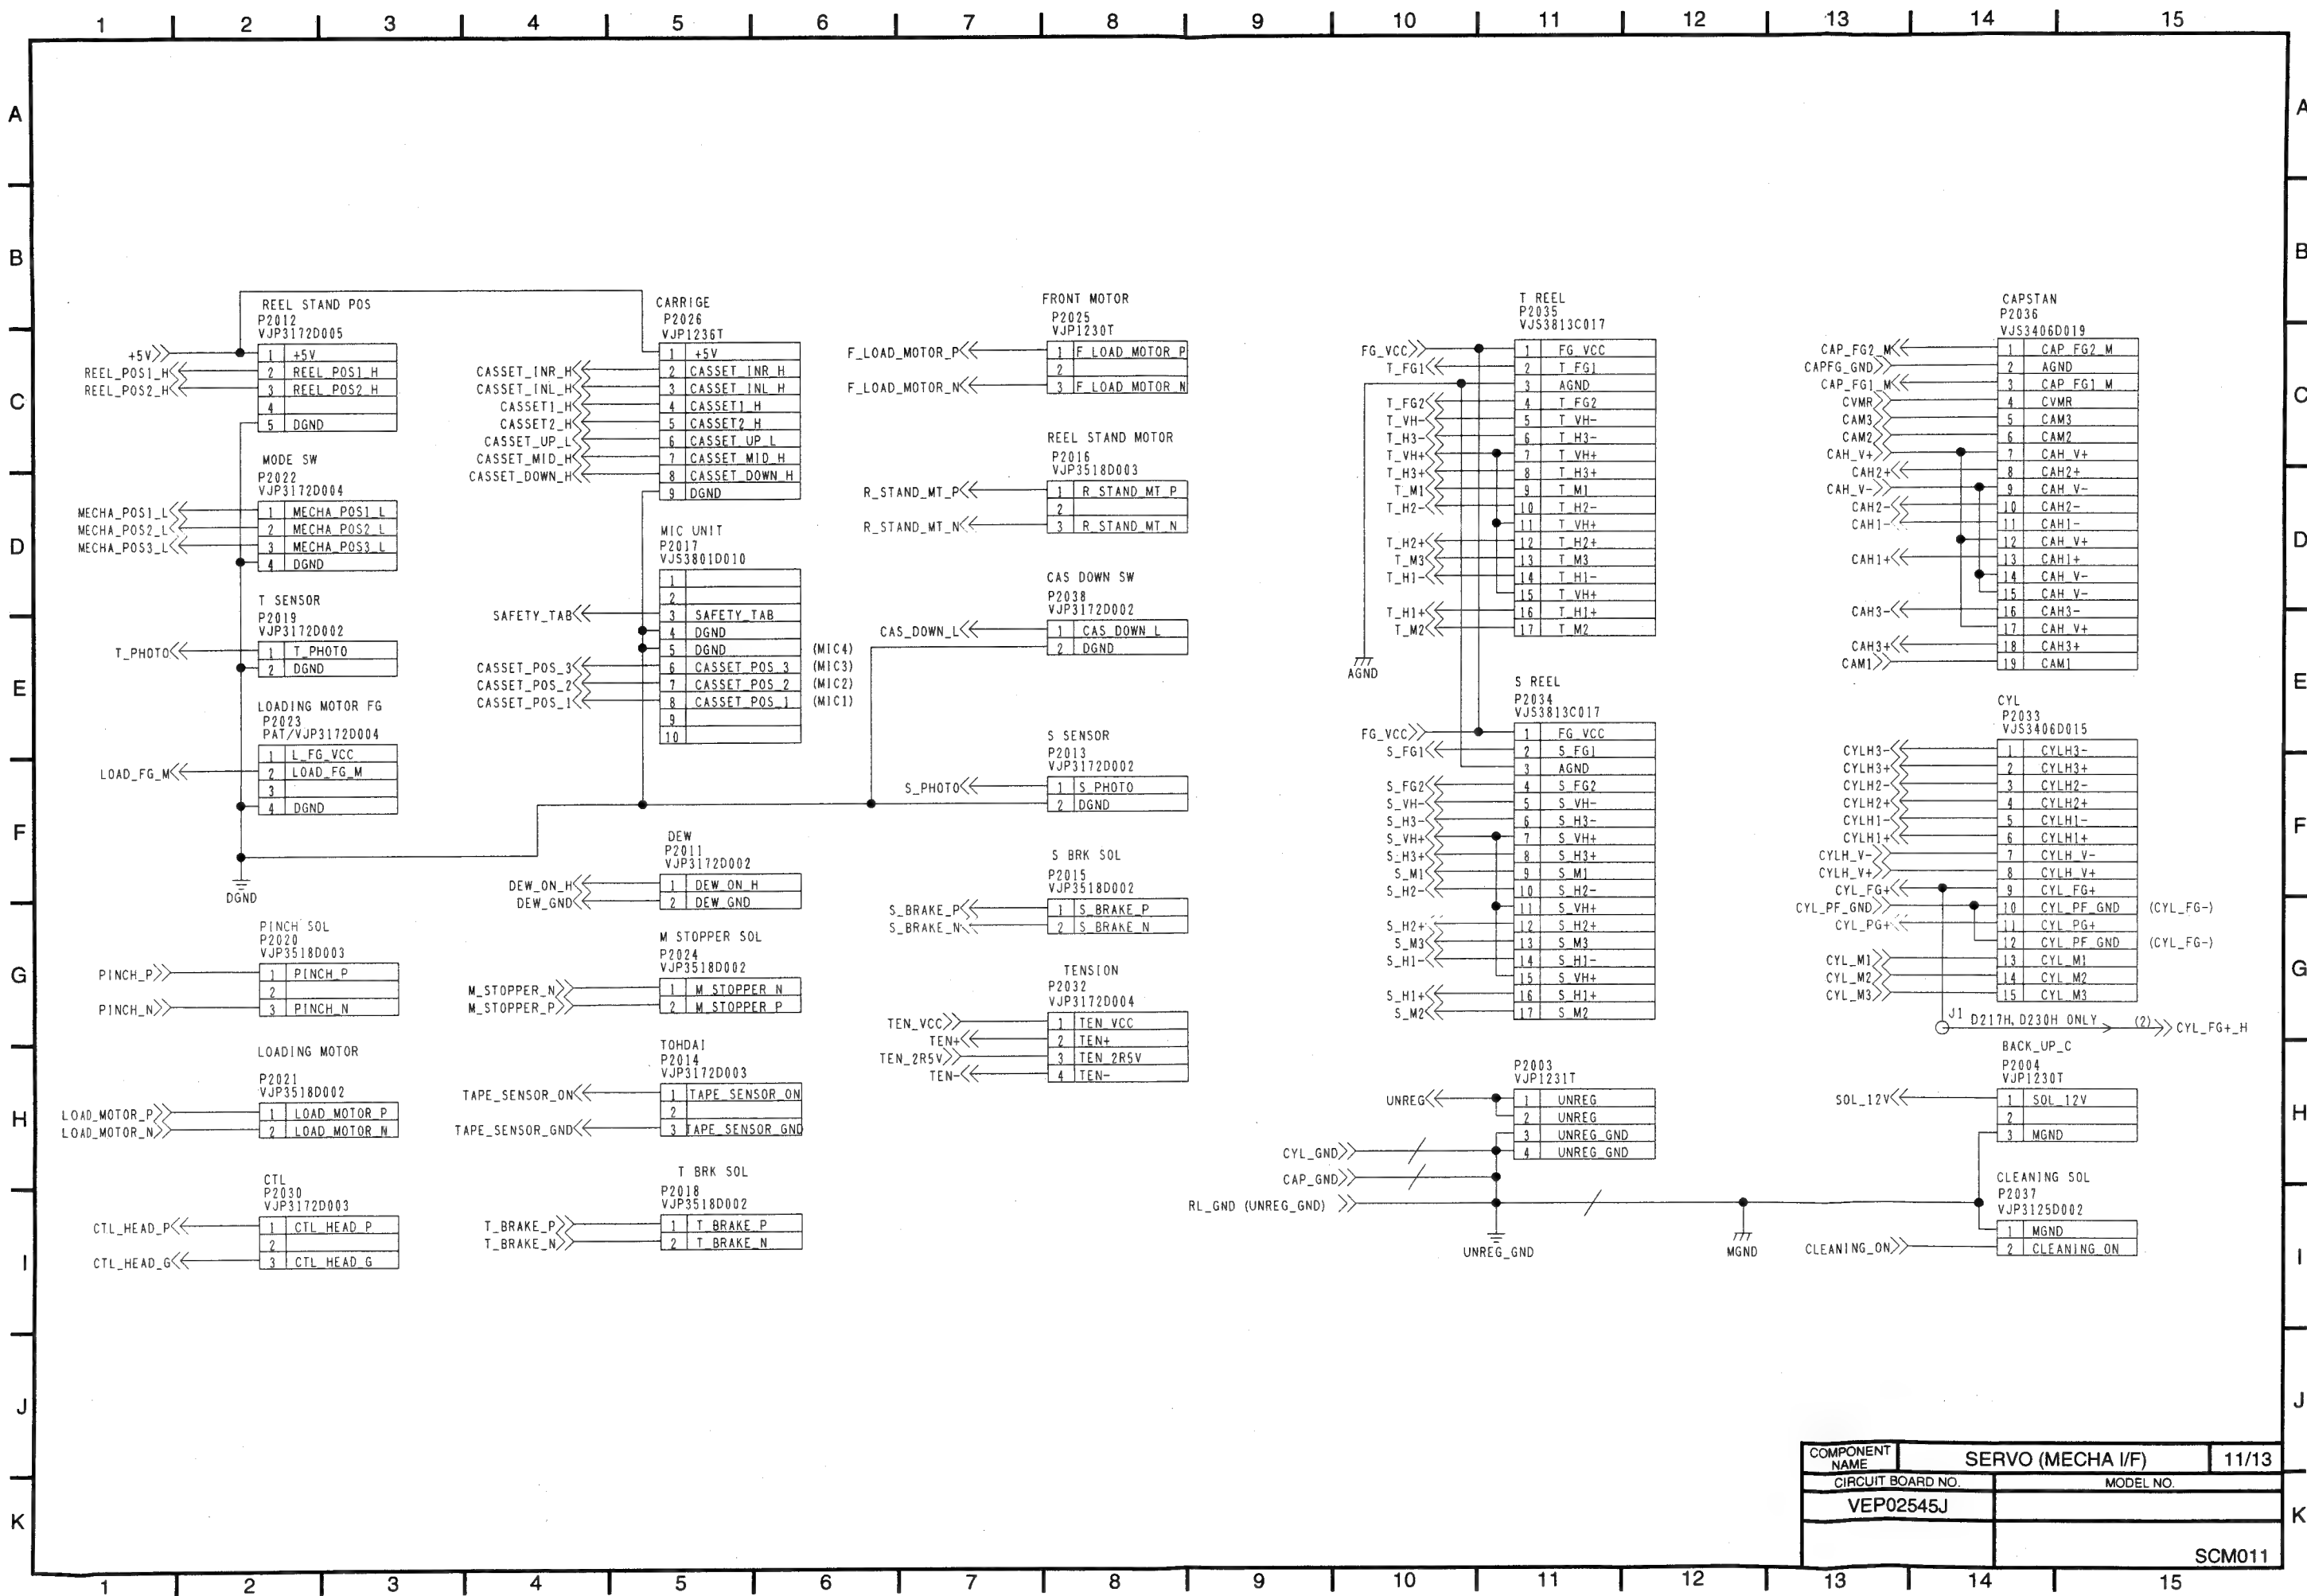 1 2 3 4 5 6 7 8 9 10 11 12 13 14 15
A A
B B
C C
D D
E E
F F
G G
H H
I I
J J
K K
REEL STAND POS
P2012
VJP3172D005
+5V 1 +5V
REEL_POS1_H 2 REEL_POS1_H
REEL_POS2_H 3 REEL_POS2_H
4
5 DGND
MODE SW
P2022
VJP3172D004
MECHA_POS1_L 1 MECHA_POS1_L
MECHA_POS2_L 2 MECHA_POS2_L
MECHA_POS3_L 3 MECHA_POS3_L
4 DGND
T SENSOR
P2019
VJP3172D002
T_PHOTO 1 T_PHOTO
2 DGND
LOADING MOTOR FG
P2023
PAT/VJP3172D004
1 L_FG_VCC
LOAD_FG_M 2 LOAD_FG_M
3
4 DGND
DGND
PINCH SOL
P2020
VJP3518D003
PINCH_P 1 PINCH_P
2
PINCH_N 3 PINCH_N
LOADING MOTOR
P2021
VJP3518D002
LOAD_MOTOR_P 1 LOAD_MOTOR_P
LOAD_MOTOR_N 2 LOAD_MOTOR_N
CTL
P2030
VJP3172D003
CTL_HEAD_P 1 CTL_HEAD_P
2
CTL_HEAD_G 3 CTL_HEAD_G
CARRIGE
P2026
VJP1236T
1 +5V
CASSET_INR_H 2 CASSET_INR_H
CASSET_INL_H 3 CASSET_INL_H
CASSET1_H 4 CASSET1_H
CASSET2_H 5 CASSET2_H
CASSET_UP_L 6 CASSET_UP_L
CASSET_MID_H 7 CASSET_MID_H
CASSET_DOWN_H 8 CASSET_DOWN_H
9 DGND
MIC UNIT
P2017
VJS3801D010
1
2
SAFETY_TAB 3 SAFETY_TAB
4 DGND
5 DGND (MIC4)
CASSET_POS_3 6 CASSET_POS_3 (MIC3)
CASSET_POS_2 7 CASSET_POS_2 (MIC2)
CASSET_POS_1 8 CASSET_POS_1 (MIC1)
9
10
DEW
P2011
VJP3172D002
DEW_ON_H 1 DEW_ON_H
DEW_GND 2 DEW_GND
M STOPPER SOL
P2024
VJP3518D002
M_STOPPER_N 1 M_STOPPER_N
M_STOPPER_P 2 M_STOPPER_P
TOHDAI
P2014
VJP3172D003
TAPE_SENSOR_ON 1 TAPE_SENSOR_ON
2
TAPE_SENSOR_GND 3 TAPE_SENSOR_GND
T BRK SOL
P2018
VJP3518D002
T_BRAKE_P 1 T_BRAKE_P
T_BRAKE_N 2 T_BRAKE_N
FRONT MOTOR
P2025
VJP1230T
F_LOAD_MOTOR_P 1 F_LOAD_MOTOR_P
2
F_LOAD_MOTOR_N 3 F_LOAD_MOTOR_N
REEL STAND MOTOR
P2016
VJP3518D003
R_STAND_MT_P 1 R_STAND_MT_P
2
R_STAND_MT_N 3 R_STAND_MT_N
CAS DOWN SW
P2038
VJP3172D002
CAS_DOWN_L 1 CAS_DOWN_L
2 DGND
S SENSOR
P2013
VJP3172D002
S_PHOTO 1 S_PHOTO
2 DGND
S BRK SOL
P2015
VJP3518D002
S_BRAKE_P 1 S_BRAKE_P
S_BRAKE_N 2 S_BRAKE_N
TENSION
P2032
VJP3172D004
TEN_VCC 1 TEN_VCC
TEN+ 2 TEN+
TEN_2R5V 3 TEN_2R5V
TEN- 4 TEN-
T REEL
P2035
VJS3813C017
FG_VCC 1 FG_VCC
T_FG1 2 T_FG1
3 AGND
T_FG2 4 T_FG2
T_VH- 5 T_VH-
T_H3- 6 T_H3-
T_VH+ 7 T_VH+
T_H3+ 8 T_H3+
T_M1 9 T_M1
T_H2- 10 T_H2-
11 T_VH+
T_H2+ 12 T_H2+
T_M3 13 T_M3
T_H1- 14 T_H1-
15 T_VH+
T_H1+ 16 T_H1+
T_M2 17 T_M2
AGND
S REEL
P2034
VJS3813C017
FG_VCC 1 FG_VCC
S_FG1 2 S_FG1
3 AGND
S_FG2 4 S_FG2
S_VH- 5 S_VH-
S_H3- 6 S_H3-
S_VH+ 7 S_VH+
S_H3+ 8 S_H3+
S_M1 9 S_M1
S_H2- 10 S_H2-
11 S_VH+
S_H2+ 12 S_H2+
S_M3 13 S_M3
S_H1- 14 S_H1-
15 S_VH+
S_H1+ 16 S_H1+
S_M2 17 S_M2
P2003
VJP1231T
UNREG 1 UNREG
2 UNREG
3 UNREG_GND
CYL_GND 4 UNREG_GND
CAP_GND
RL_GND (UNREG_GND)
UNREG_GND
MGND
CAPSTAN
P2036
VJS3406D019
CAP_FG2_M 1 CAP_FG2_M
CAPFG_GND 2 AGND
CAP_FG1_M 3 CAP_FG1_M
CVMR 4 CVMR
CAM3 5 CAM3
CAM2 6 CAM2
CAH_V+ 7 CAH_V+
CAH2+ 8 CAH2+
CAH_V- 9 CAH_V-
CAH2- 10 CAH2-
CAH1- 11 CAH1-
12 CAH_V+
CAH1+ 13 CAH1+
14 CAH_V-
15 CAH_V-
CAH3- 16 CAH3-
17 CAH_V+
CAH3+ 18 CAH3+
CAM1 19 CAM1
CYL
P2033
VJS3406D015
CYLH3- 1 CYLH3-
CYLH3+ 2 CYLH3+
CYLH2- 3 CYLH2-
CYLH2+ 4 CYLH2+
CYLH1- 5 CYLH1-
CYLH1+ 6 CYLH1+
CYLH_V- 7 CYLH_V-
CYLH_V+ 8 CYLH_V+
CYL_FG+ 9 CYL_FG+
CYL_PF_GND 10 CYL_PF_GND (CYL_FG-)
CYL_PG+ 11 CYL_PG+
12 CYL_PF_GND (CYL_FG-)
CYL_M1 13 CYL_M1
CYL_M2 14 CYL_M2
CYL_M3 15 CYL_M3
J1 D217H, D230H ONLY (2) CYL_FG+_H
BACK_UP_C
P2004
VJP1230T
SOL_12V 1 SOL_12V
2
3 MGND
CLEANING SOL
P2037
VJP3125D002
1 MGND
CLEANING_ON 2 CLEANING_ON
COMPONENT NAME SERVO (MECHA I/F) 11/13
CIRCUIT BOARD NO. MODEL NO.
VEP02545J
SCM011
1 2 3 4 5 6 7 8 9 10 11 12 13 14 15